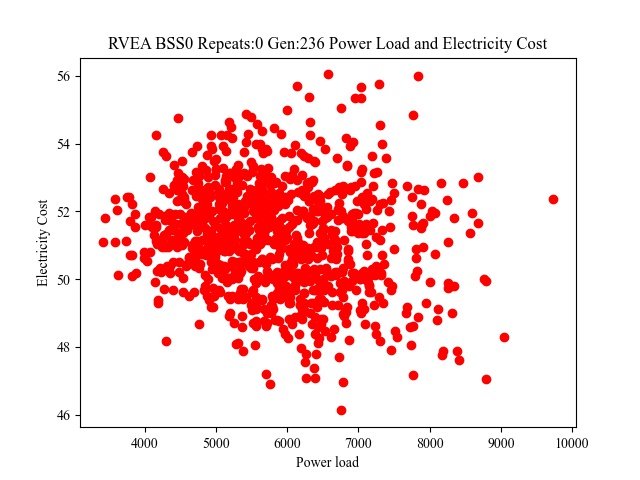 RVEA BSS0 Repeats:0 Gen:236 Power Load and Electricity Cost
56
54
52
50
48
46
Electricity Cost
4000 5000 6000 7000 8000 9000 10000
Power load